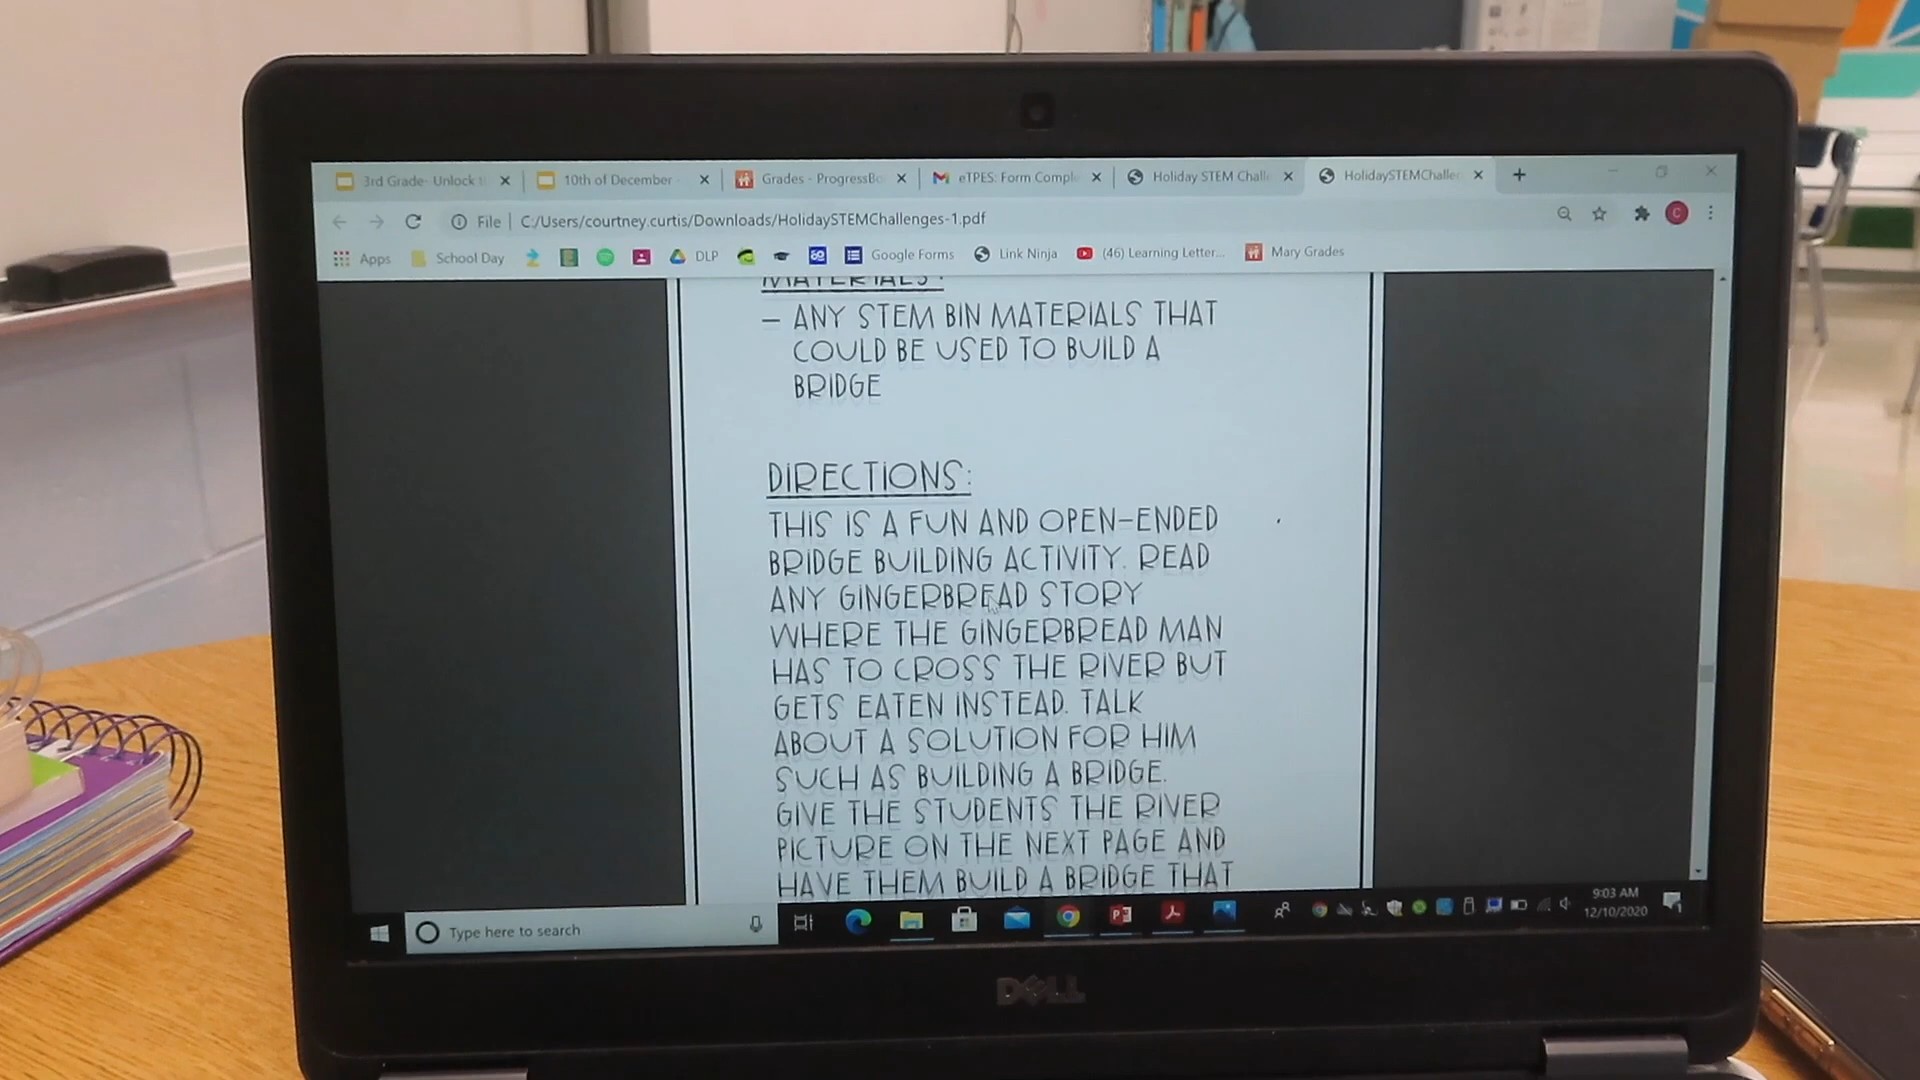 3rd Grade- Unlock t
10th of December
Grades - ProgressBo
eTPES: Form Comple
Holiday STEM Challe
HolidaySTEMChallen
File
C:/Users/courtney.curtis/Downloads/HolidaySTEMChallenges-1.pdf
C
Apps
School Day
DLP
Google Forms
Link Ninja
(46) Learning Letter...
Mary Grades
MATERIALS:
- ANY STEM BIN MATERIALS THAT
COULD BE USED TO BUILD A
BRIDGE
DIRECTIONS:
THIS IS A FUN AND OPEN-ENDED
BRIDGE BUILDING ACTIVITY. READ
ANY GINGERBREAD STORY
WHERE THE GINGERBREAD MAN
HAS TO CROSS THE RIVER BUT
GETS EATEN INSTEAD. TALK
ABOUT A SOLUTION FOR HIM
SUCH AS BUILDING A BRIDGE.
GIVE THE STUDENTS THE RIVER
PICTURE ON THE NEXT PAGE AND
HAVE THEM BUILD A BRIDGE THAT
Type here to search
9:03 AM
12/10/2020
DELL